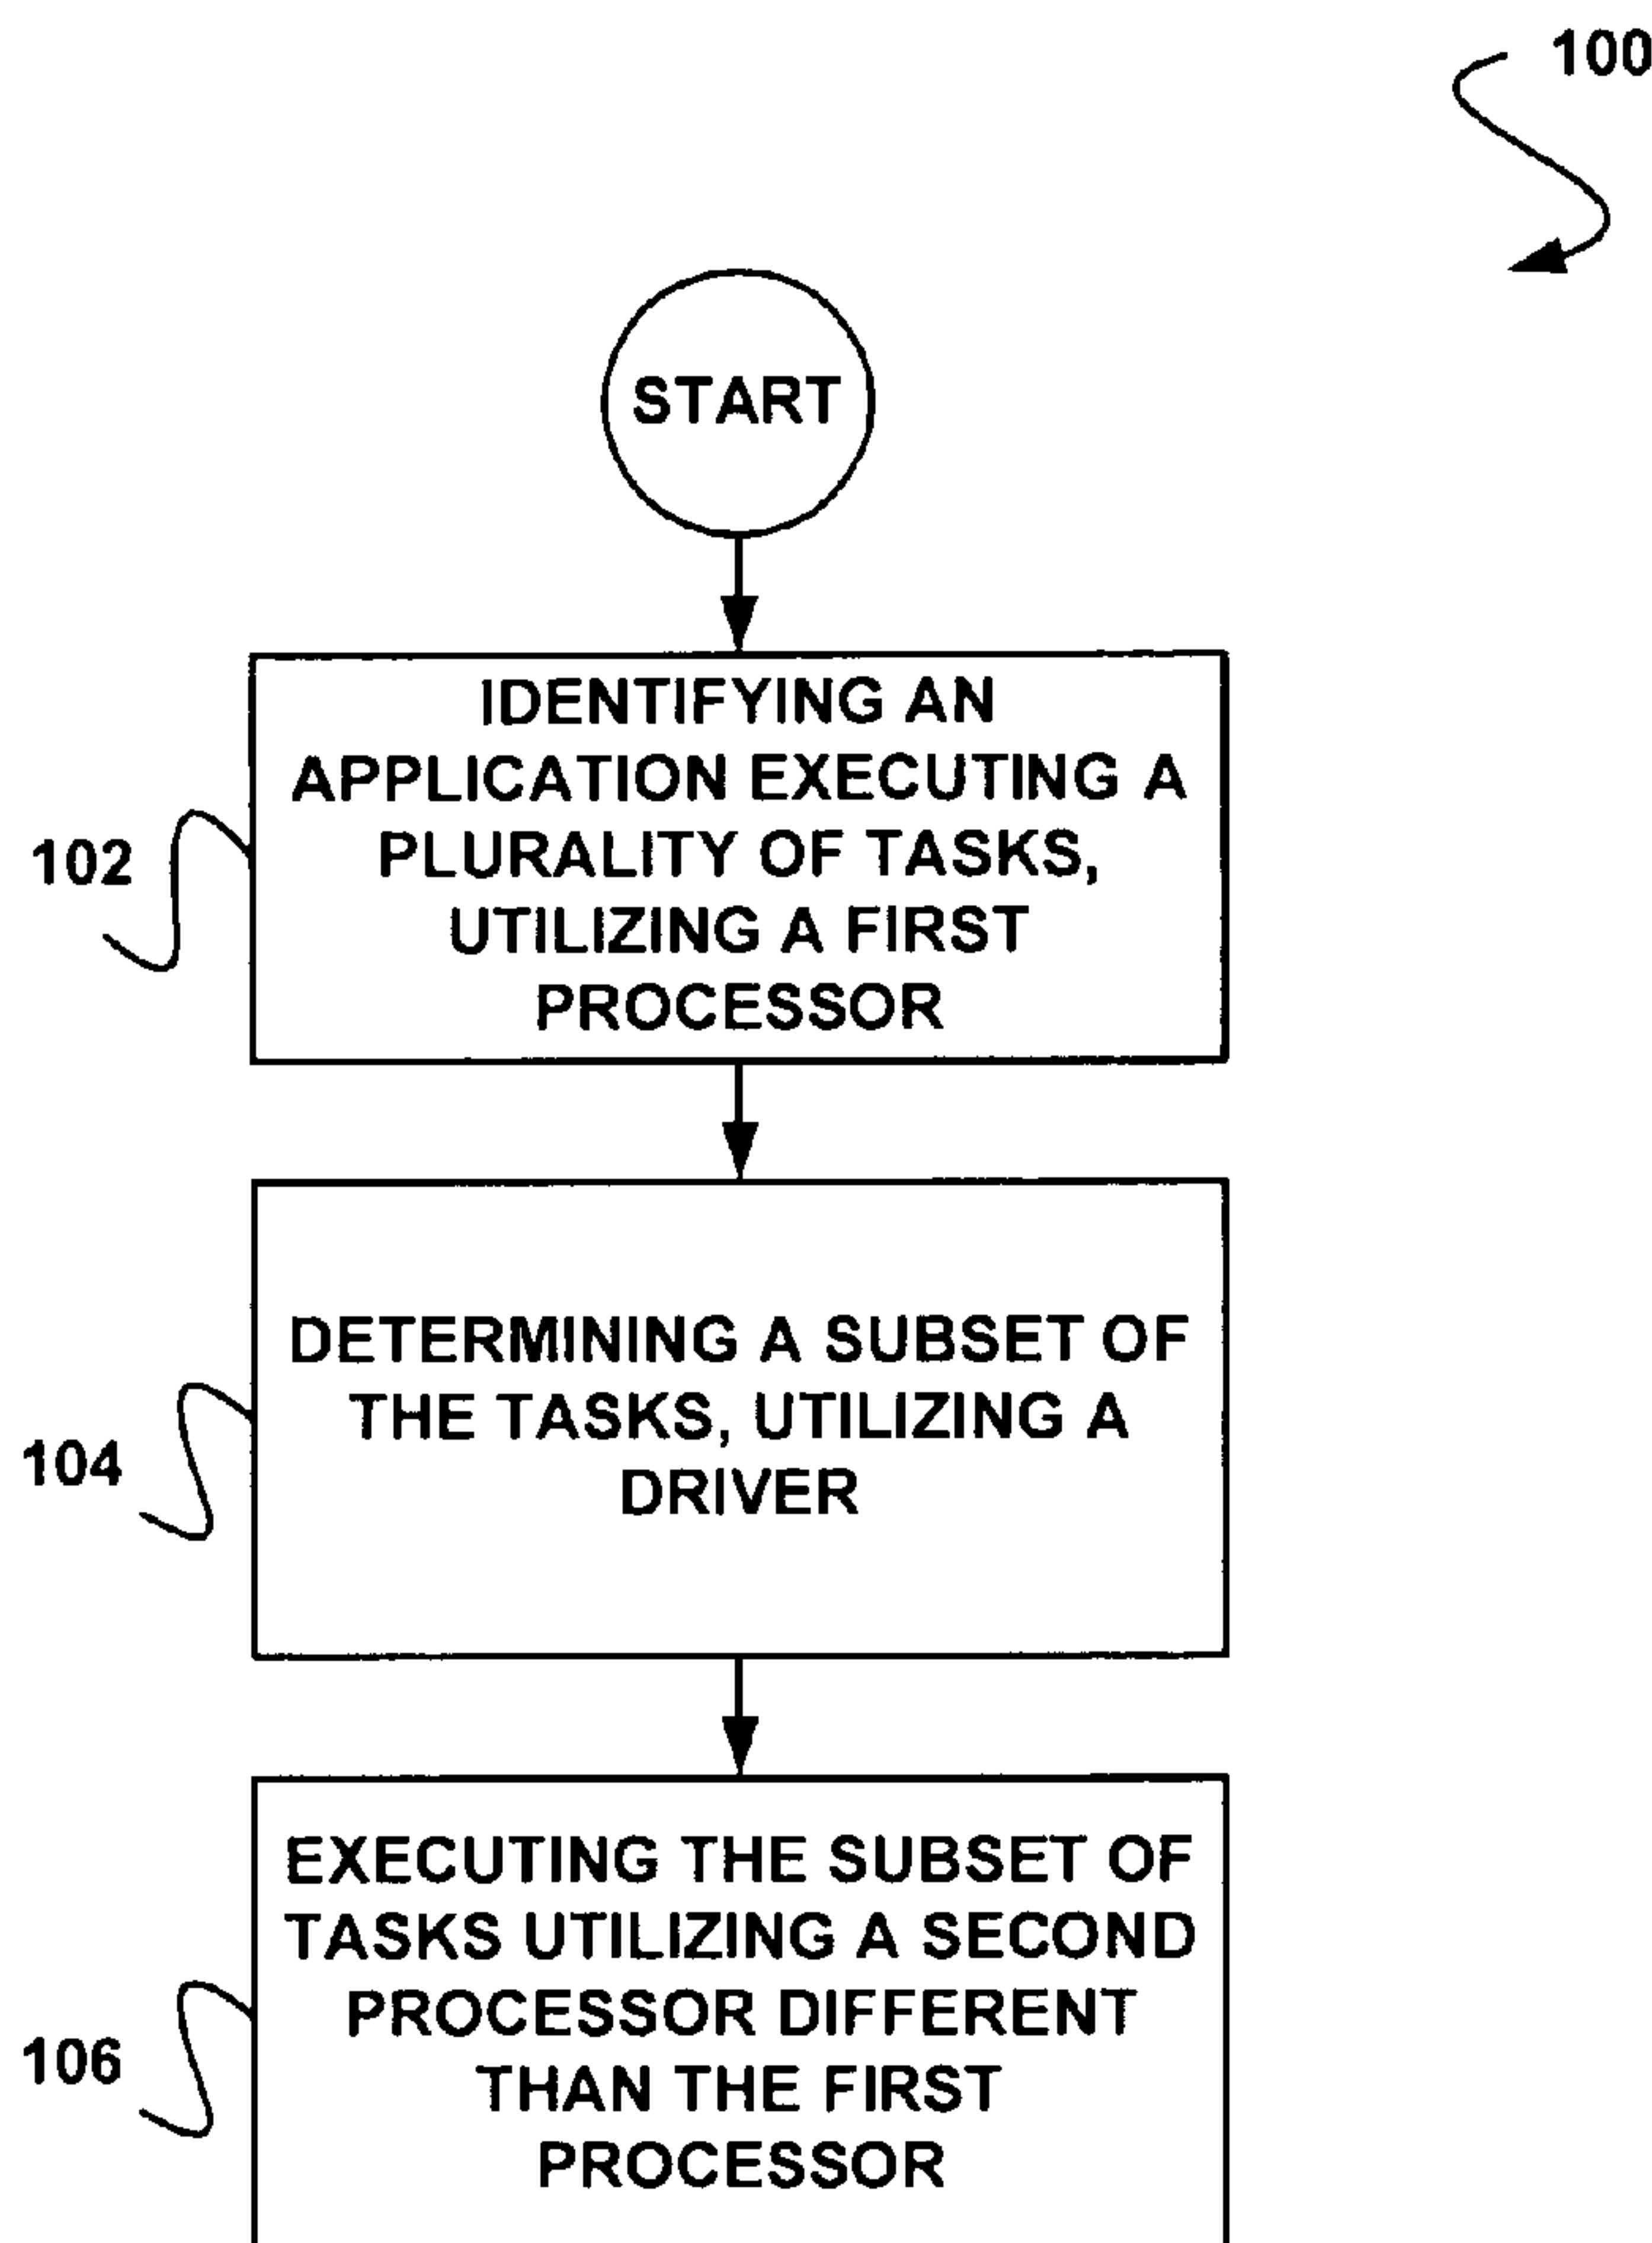 100
START
IDENTIFYING AN
APPLICATION EXECUTING A
PLURALITY OF TASKS,
UTILIZING A FIRST
PROCESSOR
102
DETERMINING A SUBSET OF
THE TASKS, UTILIZING A
DRIVER
104
EXECUTING THE SUBSET OF
TASKS UTILIZING A SECOND
PROCESSOR DIFFERENT
THAN THE FIRST
PROCESSOR
106